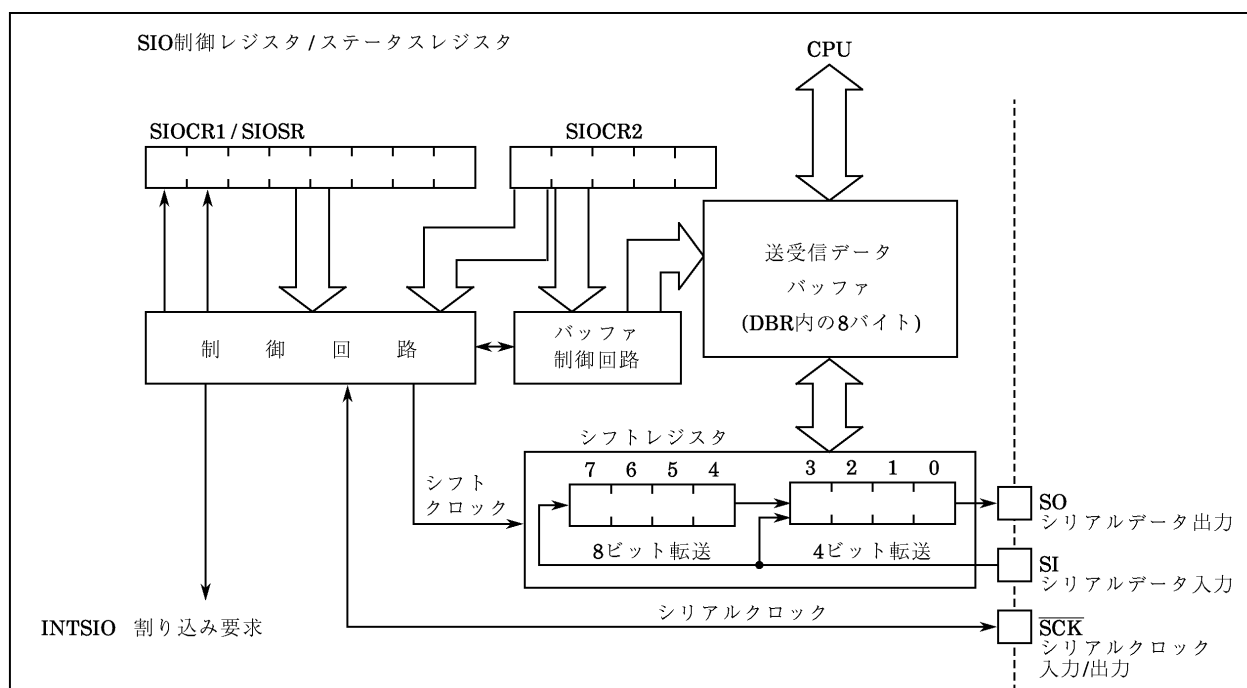 SIO制御レジスタ/ステータスレジスタ
CPU
SIOCR1/SIOSR
SIOCR2
送受信データ
バッファ
(DBR内の8バイト)
制御回路
バッファ
制御回路
シフトレジスタ
7 6 5 4
3 2 1 0
シフト
クロック
8ビット転送
4ビット転送
SO
シリアルデータ出力
SI
シリアルデータ入力
シリアルクロック
INTSIO 割り込み要求
SCK
シリアルクロック
入力/出力